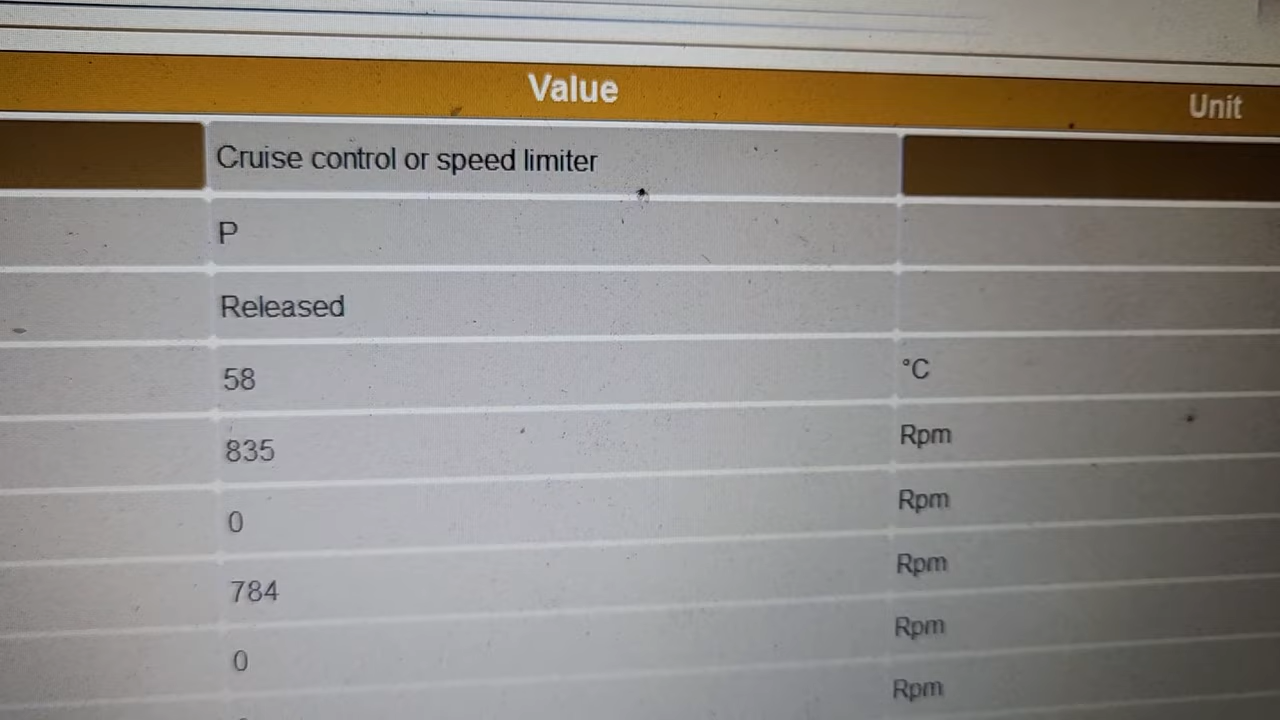 Value Unit
Cruise control or speed limiter
P
Released
58 °C
835 Rpm
0 Rpm
784 Rpm
0 Rpm
Rpm